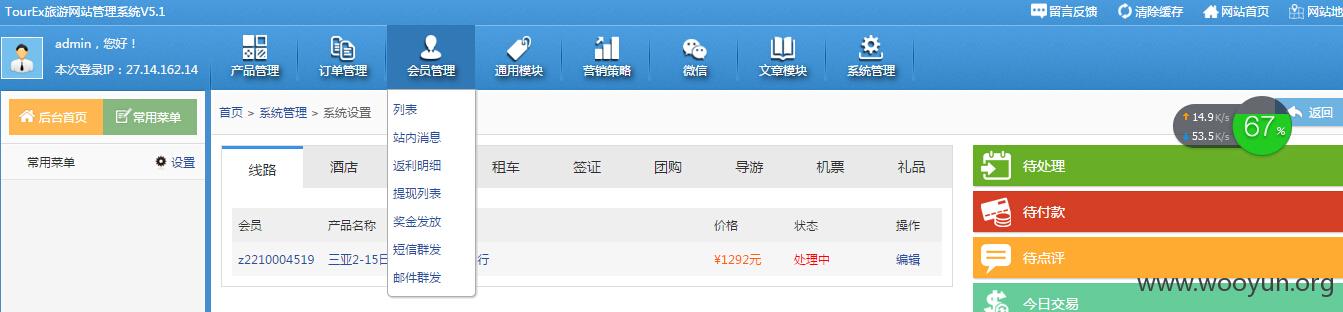 TourEx旅游网站管理系统V5.1
留言反馈 清除缓存 网站首页 网站地
admin，您好！
本次登录IP：27.14.162.14
产品管理 订单管理 会员管理 通用模块 营销策略 微信 文章模块 系统管理
后台首页 常用菜单
常用菜单 设置
首页 > 系统管理 > 系统设置
返回
列表
站内消息
返利明细
提现列表
奖金发放
短信群发
邮件群发
14.9K/s
53.5K/s
67%
线路 酒店 租车 签证 团购 导游 机票 礼品
会员 产品名称 价格 状态 操作
z2210004519 三亚2-15日 行 ¥1292元 处理中 编辑
待处理
待付款
待点评
今日交易
www.wooyun.org